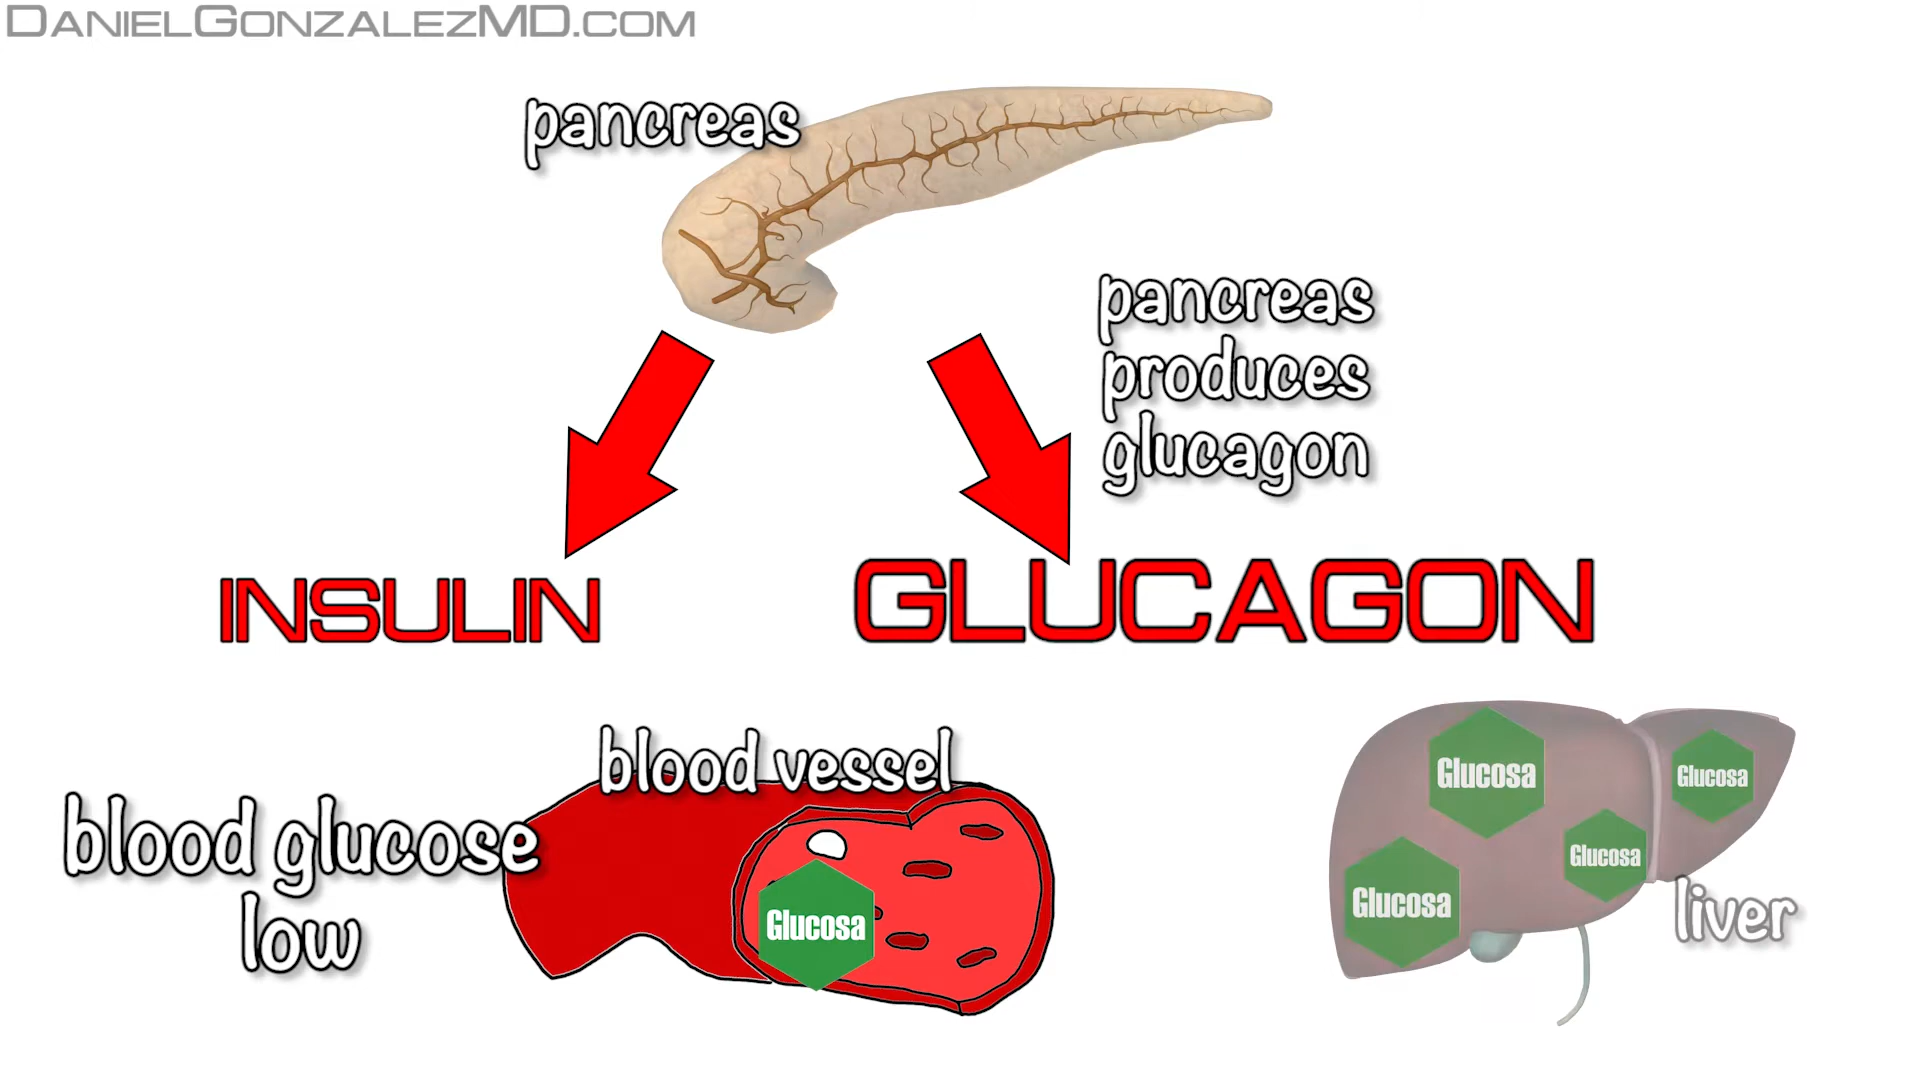 DanielGonzalezMD.com
pancreas
pancreas
produces
glucagon
INSULIN
GLUCAGON
blood vessel
blood glucose
low
Glucosa
Glucosa
Glucosa
Glucosa
Glucosa
liver